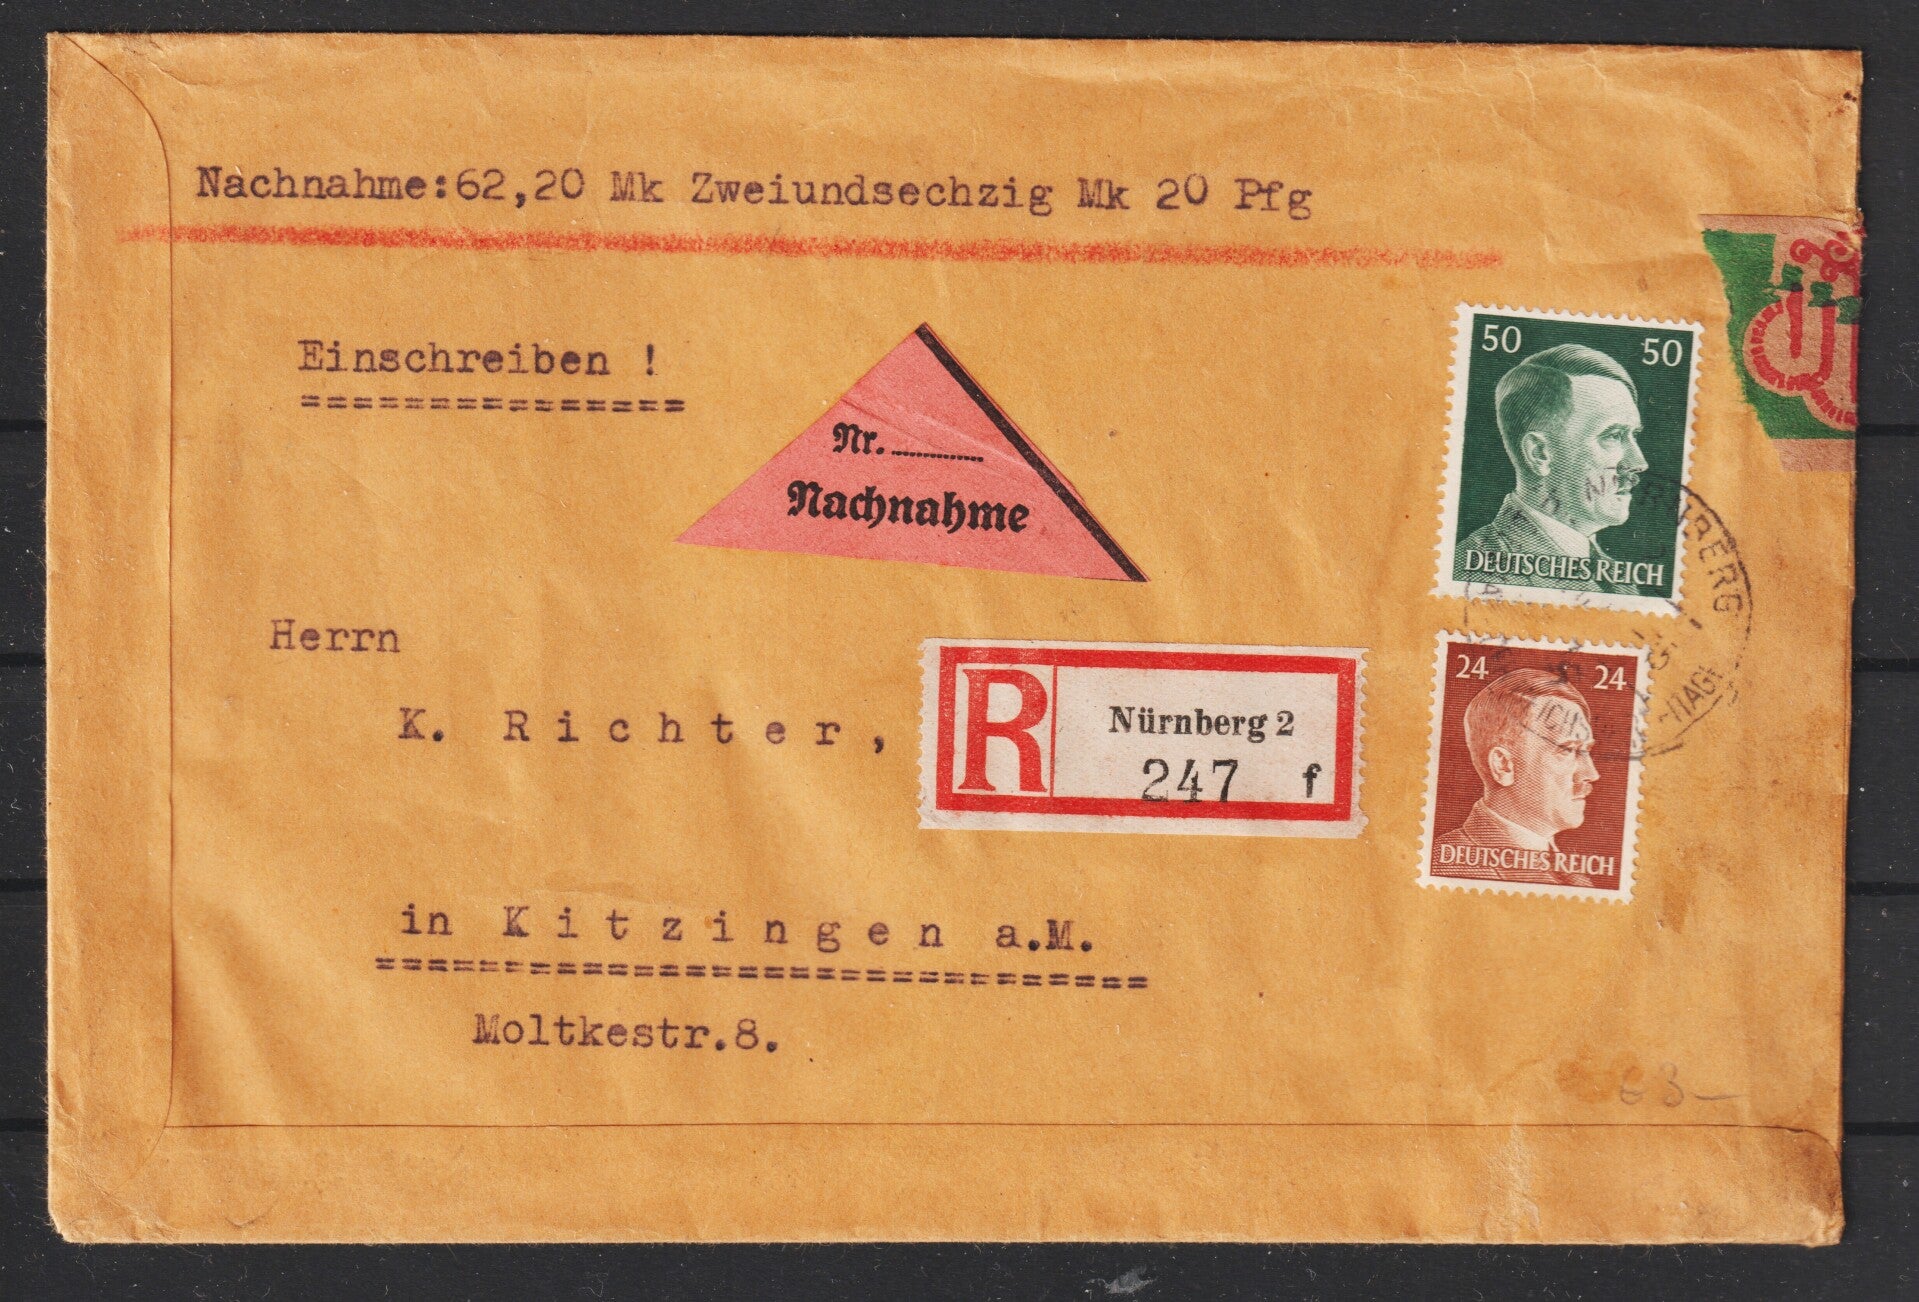 Nachnahme:62,20 Mk Zweiundsechzig Mk 20 Pfg
Einschreiben !
===============
Nr.
Nachnahme
50 50
DEUTSCHES REICH
NÜRNBERG
24 24
DEUTSCHES REICH
Herrn
K. Richter,
R
Nürnberg 2
247 f
in Kitzingen a.M.
==============================
Moltkestr.8.